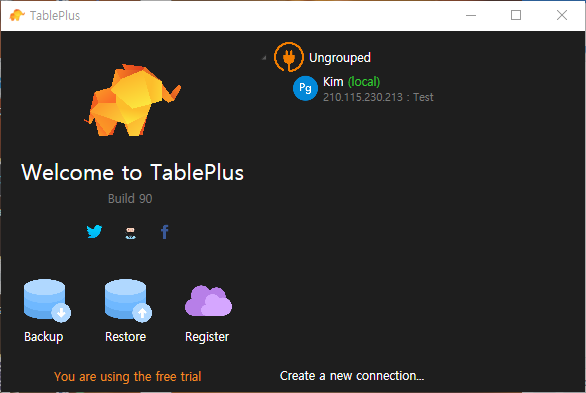 TablePlus
Ungrouped
Pg
Kim (local)
210.115.230.213 : Test
Welcome to TablePlus
Build 90
Backup
Restore
Register
You are using the free trial
Create a new connection...